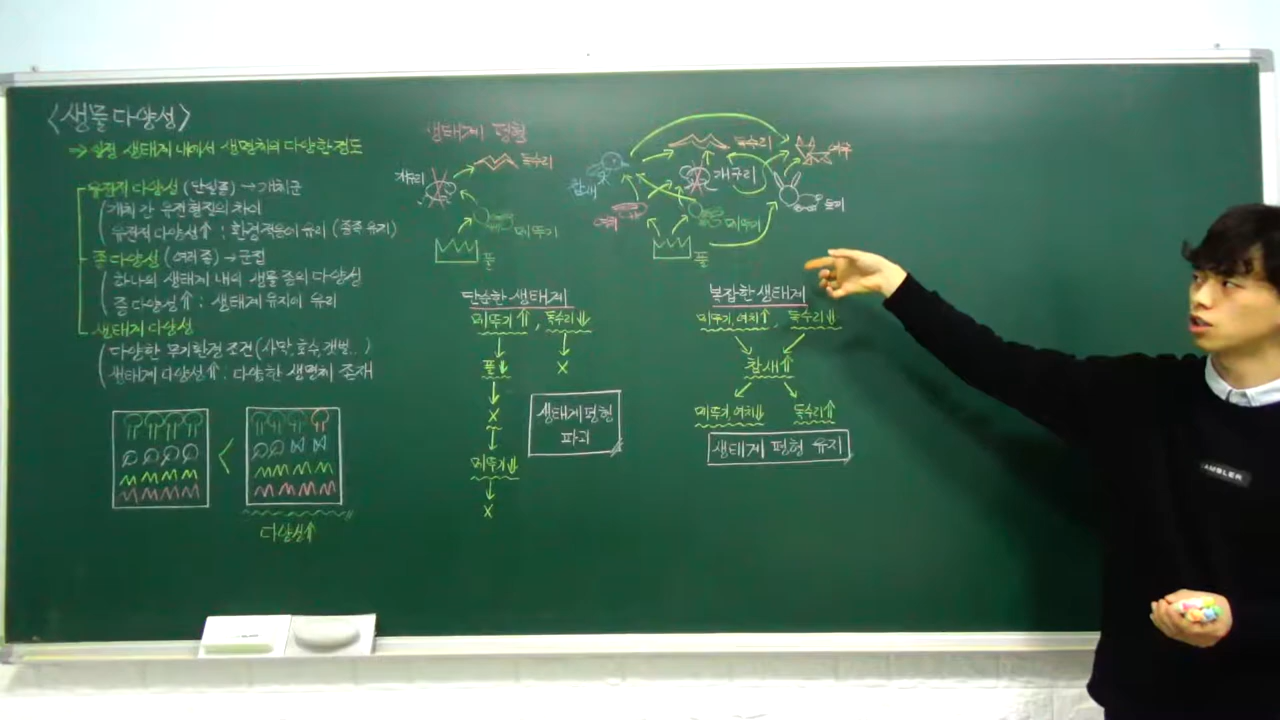 <생물다양성>
→ 일정 생태계 내에서 생명체의 다양한 정도
유전적 다양성 (단일종) → 개체군
개체 간 유전형질의 차이
유전적 다양성⇑ : 환경적응이 유리 (종족 유지)
종 다양성 (여러 종) → 군집
하나의 생태계 내의 생물 종의 다양성
종 다양성⇑ : 생태계 유지에 유리
생태계 다양성
다양한 무기환경 조건 (사막, 호수, 갯벌..)
생태계 다양성⇑ : 다양한 생명체 존재
<
다양성↑
생태계 평형
독수리
개구리
메뚜기
풀
단순한 생태계
메뚜기⇑, 독수리⇓
풀⇓
X
X
메뚜기⇓
X
생태계평형
파괴
독수리
여우
참새
개구리
토끼
여치
메뚜기
풀
복잡한 생태계
메뚜기, 여치↑
독수리⇓
참새⇑
메뚜기, 여치⇓
독수리⇑
생태계 평형 유지
AMBLER